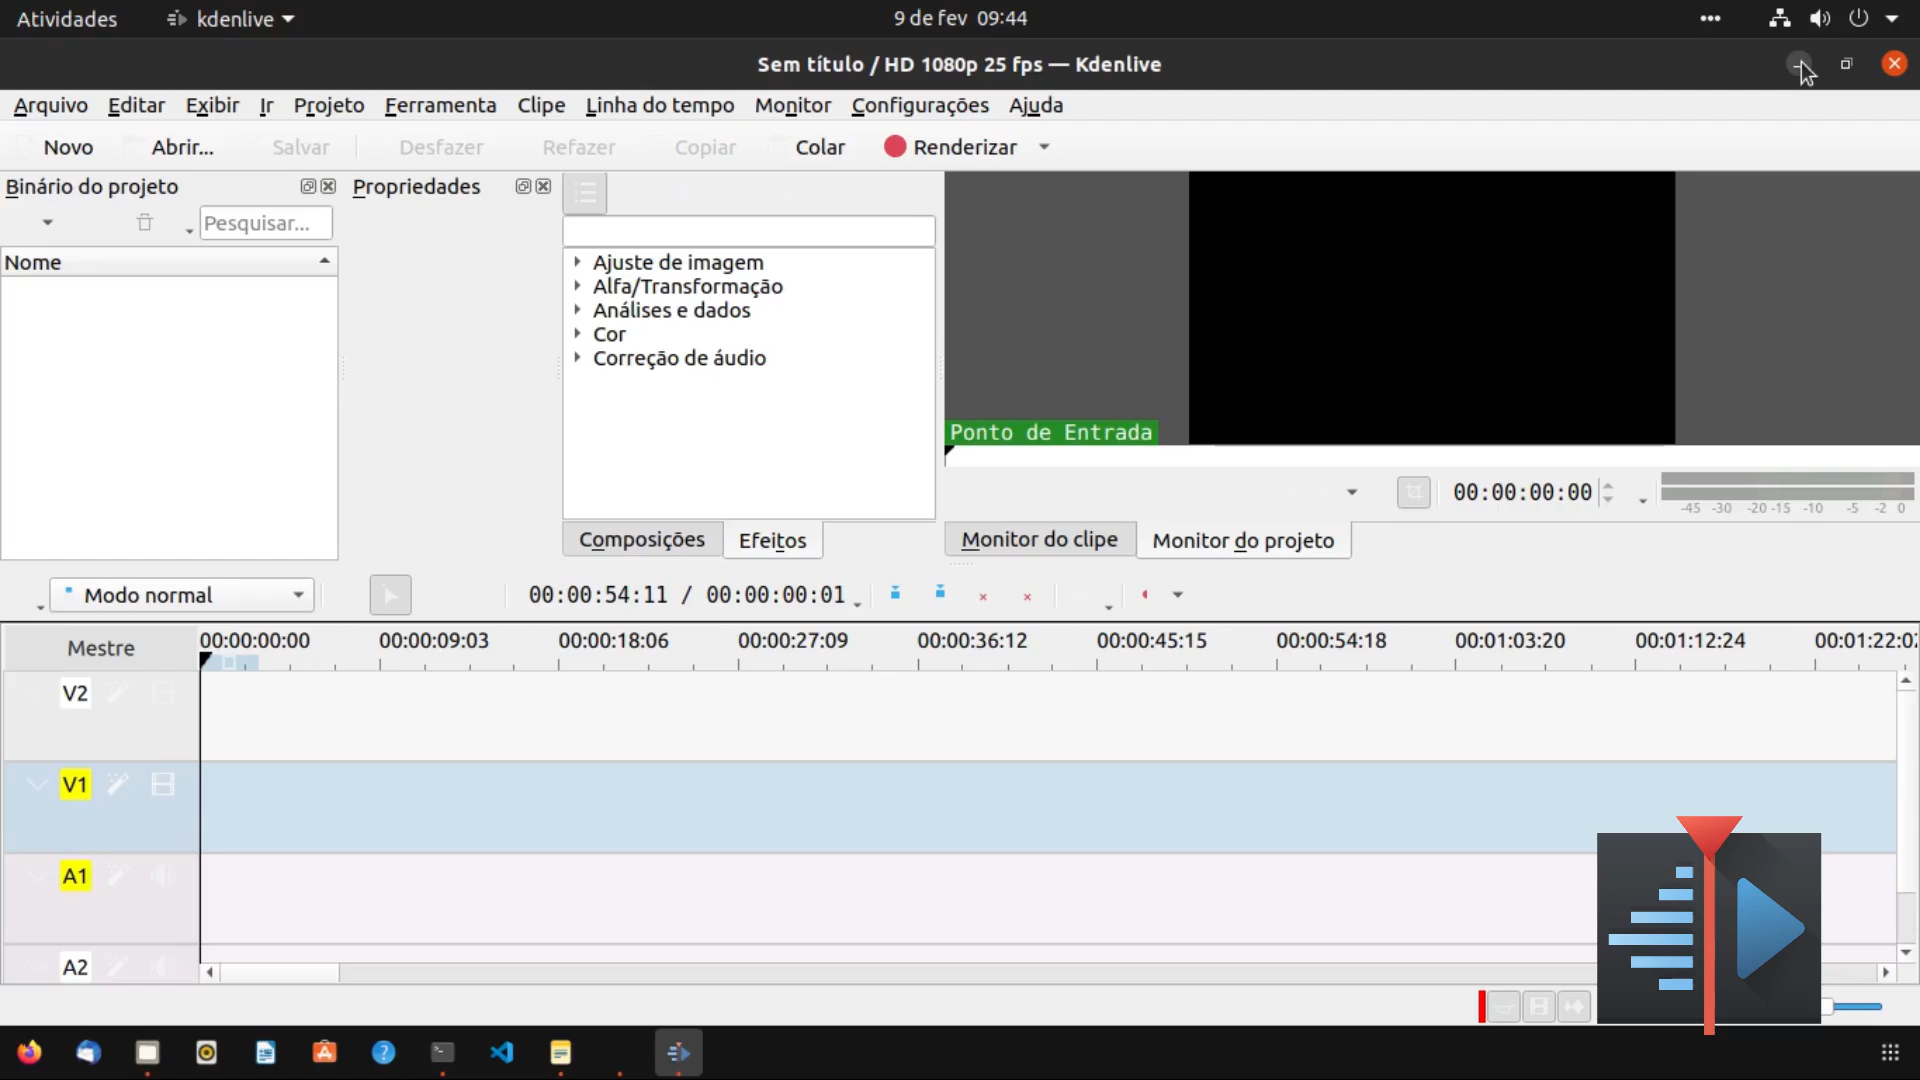 Atividades kdenlive 9 de fev 09:44
Sem título / HD 1080p 25 fps — Kdenlive
Arquivo Editar Exibir Ir Projeto Ferramenta Clipe Linha do tempo Monitor Configurações Ajuda
Novo Abrir... Salvar Desfazer Refazer Copiar Colar Renderizar
Binário do projeto Propriedades
Pesquisar...
Nome
Ajuste de imagem
Alfa/Transformação
Análises e dados
Cor
Correção de áudio
Ponto de Entrada
00:00:00:00
-45 -30 -20 -15 -10 -5 -2 0
Composições Efeitos Monitor do clipe Monitor do projeto
Modo normal 00:00:54:11 / 00:00:00:01
Mestre 00:00:00:00 00:00:09:03 00:00:18:06 00:00:27:09 00:00:36:12 00:00:45:15 00:00:54:18 00:01:03:20 00:01:12:24 00:01:22:0
V2
V1
A1
A2